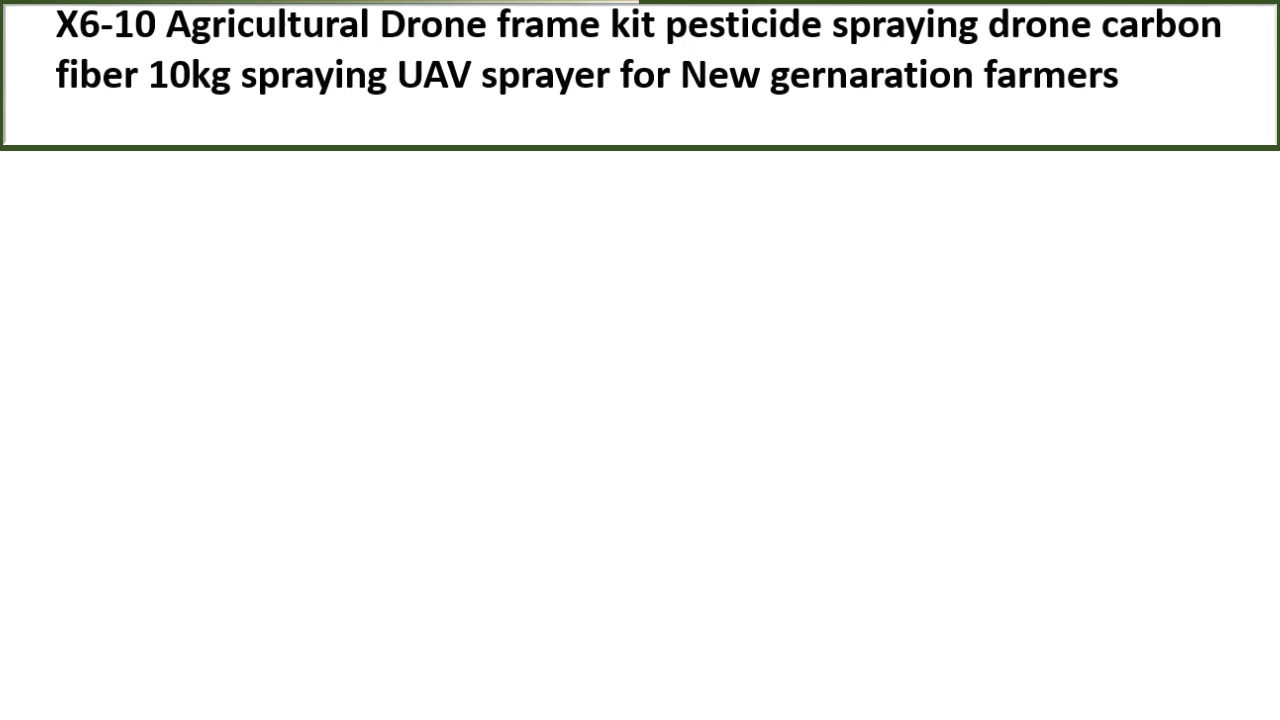 X6-10 Agricultural Drone frame kit pesticide spraying drone carbon
fiber 10kg spraying UAV sprayer for New gernaration farmers